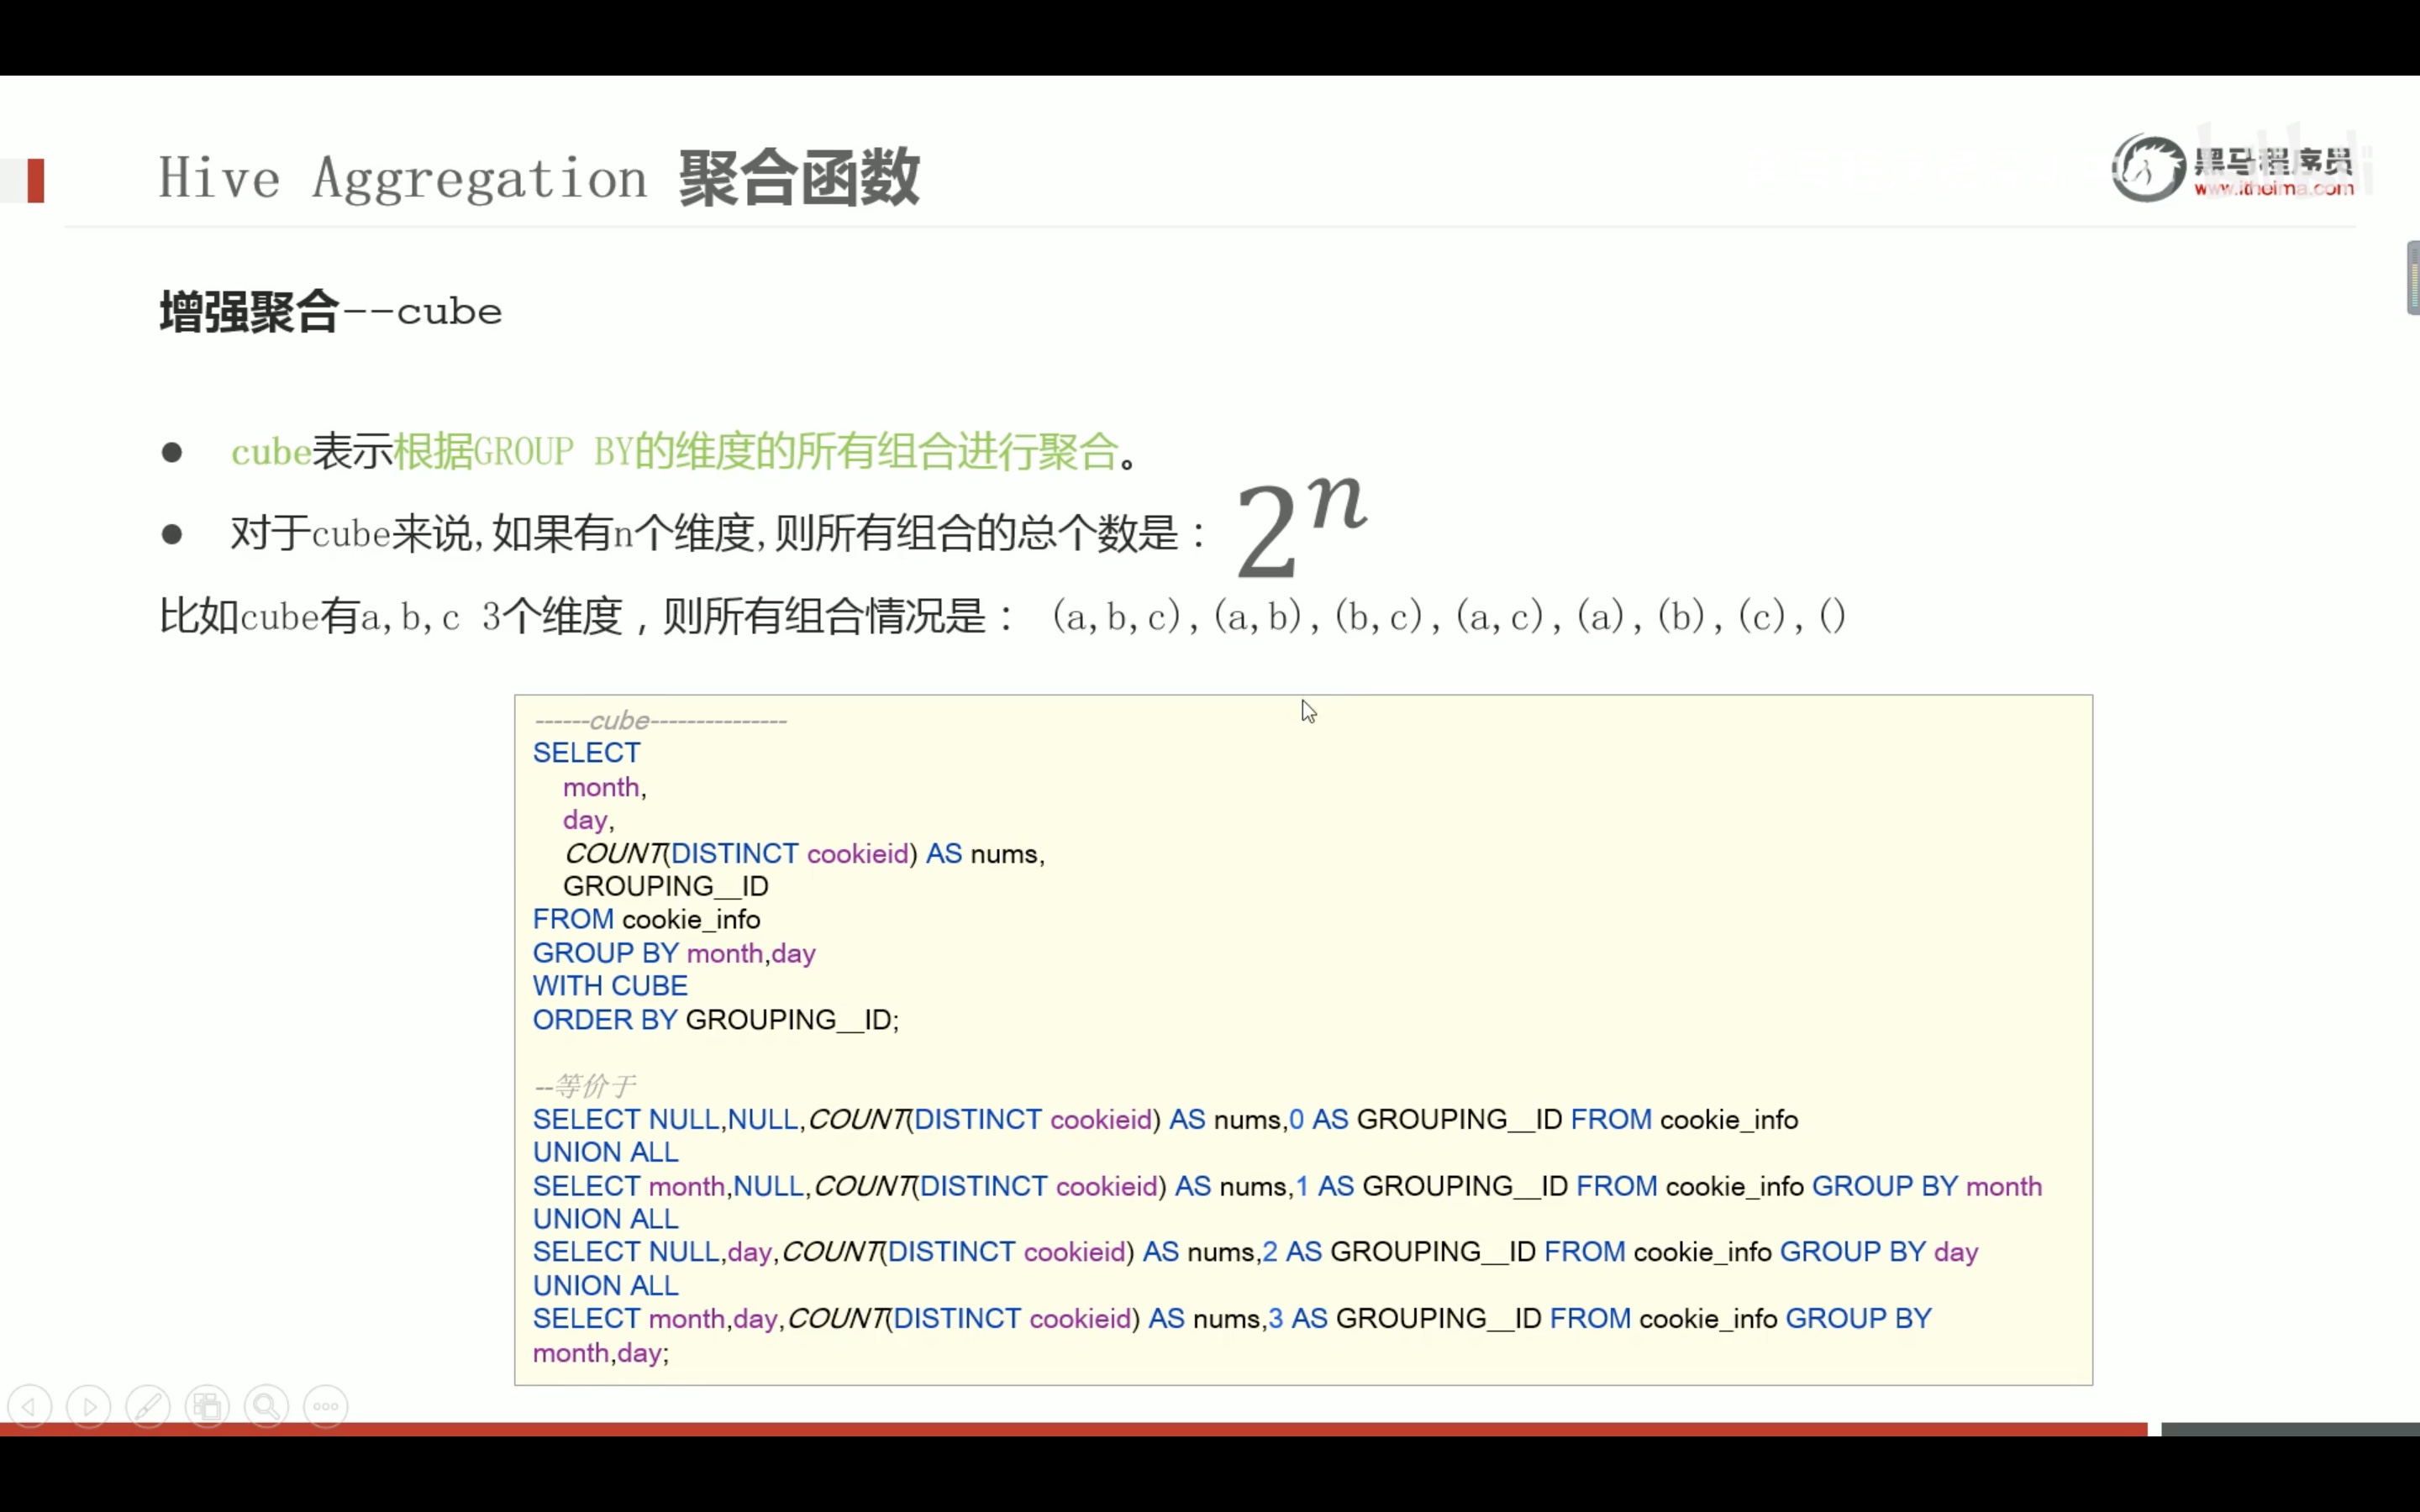 Hive Aggregation 聚合函数
黑马程序员
www.itheima.com
增强聚合--cube
● cube表示根据GROUP BY的维度的所有组合进行聚合。
● 对于cube来说,如果有n个维度,则所有组合的总个数是：2ⁿ
比如cube有a,b,c 3个维度，则所有组合情况是： (a,b,c),(a,b),(b,c),(a,c),(a),(b),(c),()
------cube---------------
SELECT
month,
day,
COUNT(DISTINCT cookieid) AS nums,
GROUPING__ID
FROM cookie_info
GROUP BY month,day
WITH CUBE
ORDER BY GROUPING__ID;
--等价于
SELECT NULL,NULL,COUNT(DISTINCT cookieid) AS nums,0 AS GROUPING__ID FROM cookie_info
UNION ALL
SELECT month,NULL,COUNT(DISTINCT cookieid) AS nums,1 AS GROUPING__ID FROM cookie_info GROUP BY month
UNION ALL
SELECT NULL,day,COUNT(DISTINCT cookieid) AS nums,2 AS GROUPING__ID FROM cookie_info GROUP BY day
UNION ALL
SELECT month,day,COUNT(DISTINCT cookieid) AS nums,3 AS GROUPING__ID FROM cookie_info GROUP BY
month,day;